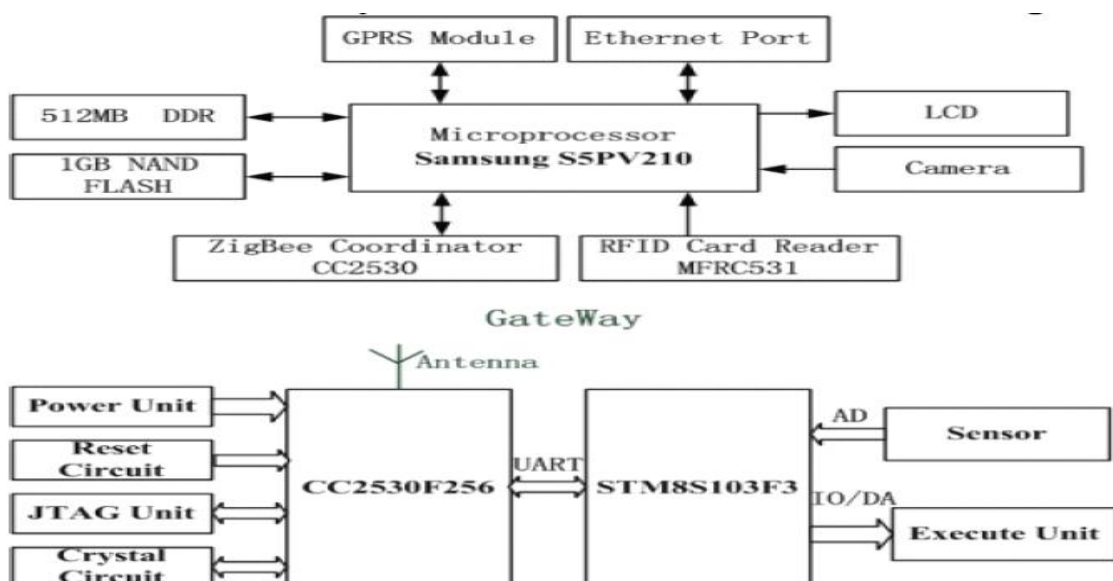 GPRS Module
Ethernet Port
512MB DDR
LCD
Microprocessor
Samsung S5PV210
1GB NAND
FLASH
Camera
ZigBee Coordinator
CC2530
RFID Card Reader
MFRC531
GateWay
Antenna
Power Unit
AD
Sensor
Reset
Circuit
UART
CC2530F256
STM8S103F3
JTAG Unit
IO/DA
Execute Unit
Crystal
Circuit